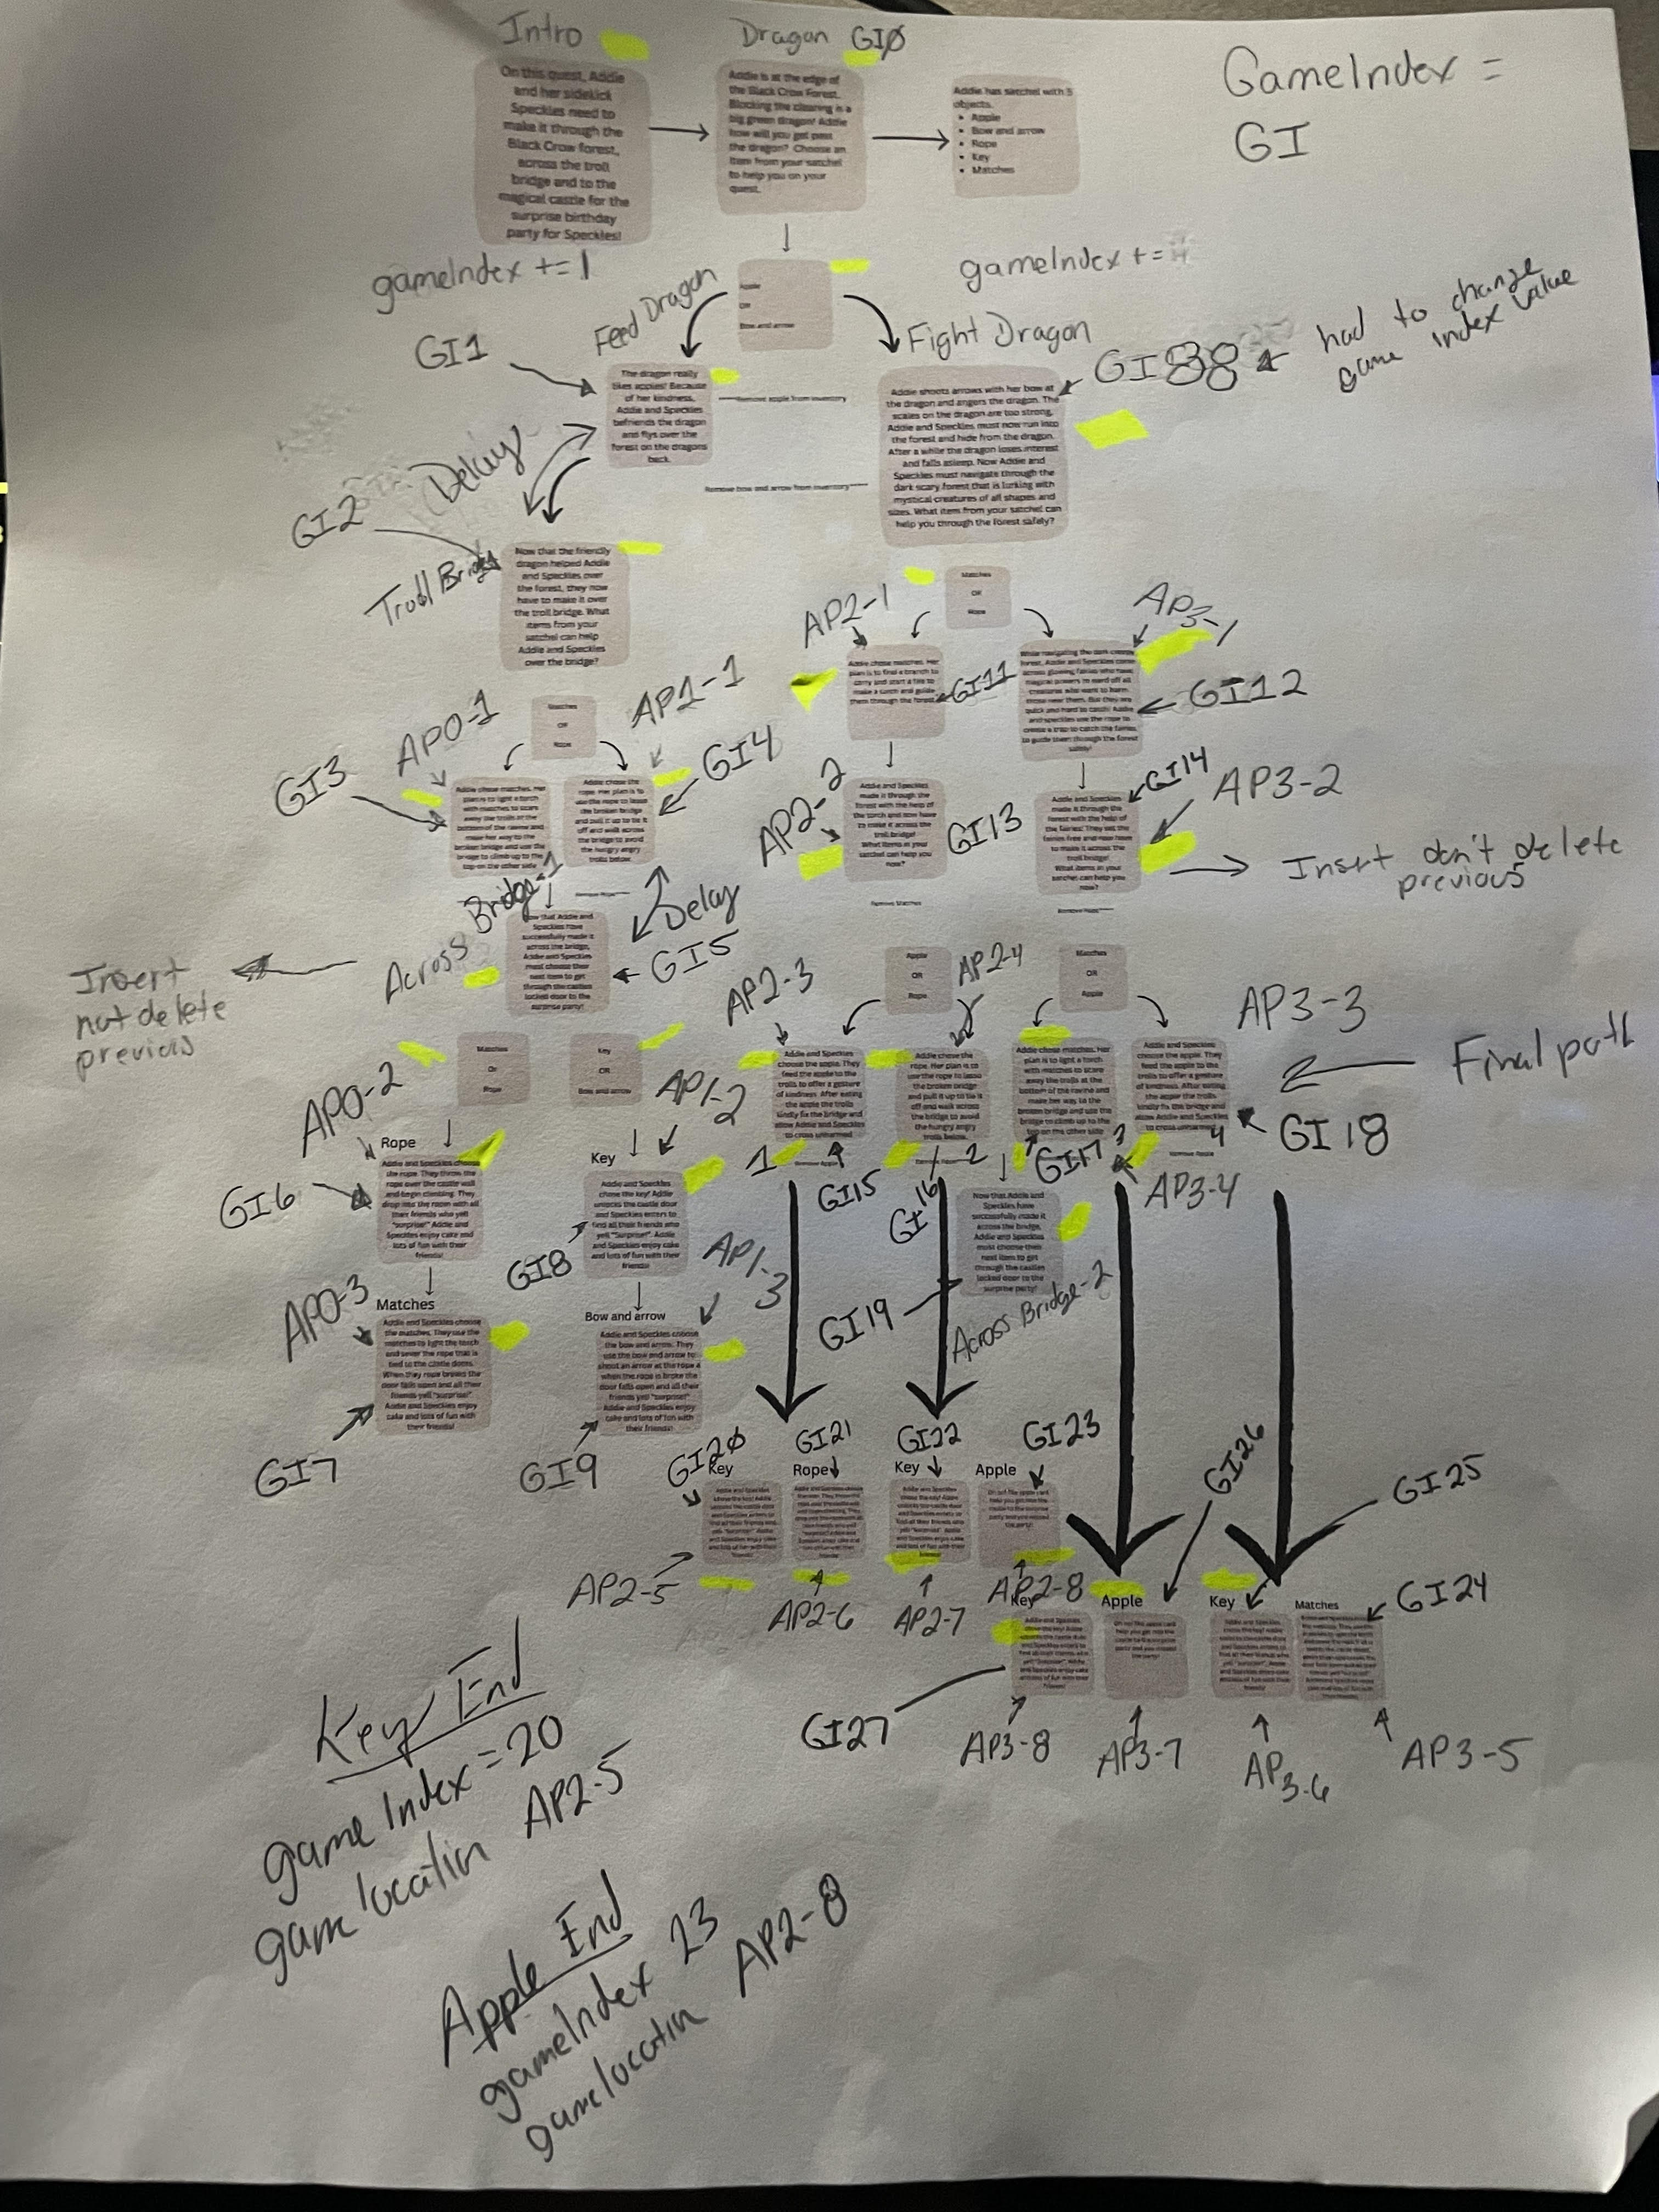 Intro
Dragon GI0
GameIndex =
GI
On this quest, Addie
and her sidekick
Speckles need to
make it through the
Black Crow forest,
across the troll
bridge and to the
magical castle for the
surprise birthday
party for Speckles!
Addie is at the edge of
the Black Crow Forest.
Blocking the clearing is a
big green dragon! Addie
how will you get past
the dragon? Choose an
item from your satchel
to help you on your
quest.
Addie has satchel with 5
objects.
• Apple
• Bow and arrow
• Rope
• Key
• Matches
gameIndex += 1
gameIndex +=
Apple
OR
Bow and arrow
Feed Dragon
Fight Dragon
GI1
GI88
had to change
game index value
The dragon really
likes apples! Because
of her kindness,
Addie and Speckles
befriends the dragon
and flys over the
forest on the dragons
back.
Remove apple from inventory
Remove bow and arrow from inventory
Addie shoots arrows with her bow at
the dragon and angers the dragon. The
scales on the dragon are too strong,
Addie and Speckles must now run into
the forest and hide from the dragon.
After a while the dragon loses interest
and falls asleep. Now Addie and
Speckles must navigate through the
dark scary forest that is lurking with
mystical creatures of all shapes and
sizes. What item from your satchel can
help you through the forest safely?
Delay
GI2
Troll Bridge
Now that the friendly
dragon helped Addie
and Speckles over
the forest, they now
have to make it over
the troll bridge. What
items from your
satchel can help
Addie and Speckles
over the bridge?
Matches
OR
Rope
AP2-1
AP3-1
Addie chose matches. Her
plan is to find a branch to
carry and start a fire to
make a torch and guide
them through the forest.
GI11
While navigating the dark
forest, Addie and Speckles come
across glowing fairies who have
magical powers to ward off all
creatures who want to harm
those near them. But they are
quick and hard to catch! Addie
and speckles use the rope to
create a trap to catch the fairies,
to guide them through the forest
safely!
GI12
Matches
OR
Rope
AP0-1
AP1-1
GI3
GI4
Addie chose matches. Her
plan is to light a torch
with matches to scare
away the trolls at the
bottom of the ravine and
make her way to the
broken bridge and use the
bridge to climb up to the
top on the other side
Addie chose the
rope. Her plan is to
use the rope to lasso
the broken bridge
and pull it up to tie it
off and walk across
the bridge to avoid
the hungry angry
trolls below.
AP2-2
Addie and Speckles
made it through the
forest with the help of
the torch and now have
to make it across the
troll bridge!
What items in your
satchel can help you
now?
GI13
GI14
AP3-2
Addie and Speckles
made it through the
forest with the help of
the fairies! They set the
fairies free and now have
to make it across the
troll bridge!
What items in your
satchel can help you
now?
Insert don't delete
previous
Remove Rope
Remove Matches
Remove Rope
Across Bridge-1
Delay
GI5
Now that Addie and
Speckles have
successfully made it
across the bridge,
Addie and Speckles
must choose their
next item to get
through the castles
locked door to the
surprise party!
Insert
not delete
previous
Apple
OR
Rope
Matches
OR
Apple
AP2-3
AP2-4
AP3-3
Final path
GI18
Matches
Or
Rope
Key
OR
Bow and arrow
AP0-2
AP1-2
Addie and Speckles
choose the apple. They
feed the apple to the
trolls to offer a gesture
of kindness. After eating
the apple the trolls
kindly fix the bridge and
allow Addie and Speckles
to cross unharmed
Addie chose the
rope. Her plan is to
use the rope to lasso
the broken bridge
and pull it up to tie it
off and walk across
the bridge to avoid
the hungry angry
trolls below.
Addie chose matches. Her
plan is to light a torch
with matches to scare
away the trolls at the
bottom of the ravine and
make her way to the
broken bridge and use the
bridge to climb up to the
top on the other side
Addie and Speckles
choose the apple. They
feed the apple to the
trolls to offer a gesture
of kindness. After eating
the apple the trolls
kindly fix the bridge and
allow Addie and Speckles
to cross unharmed
1
Remove Apple
GI15
2
GI16
GI17
3
4
Remove Apple
AP3-4
Rope
GI6
Addie and Speckles choose
the rope. They throw the
rope over the castle wall
and begin climbing. They
drop into the room with all
their friends who yell
"surprise!" Addie and
Speckles enjoy cake and
lots of fun with their
friends!
Key
GI8
Addie and Speckles
chose the key! Addie
unlocks the castle door
and Speckles enters to
find all their friends who
yell "Surprise!". Addie
and Speckles enjoy cake
and lots of fun with their
friends!
AP1-3
Now that Addie and
Speckles have
successfully made it
across the bridge,
Addie and Speckles
must choose their
next item to get
through the castles
locked door to the
surprise party!
GI19
Across Bridge-2
AP0-3
Matches
Addie and Speckles choose
the matches. They use the
matches to light the torch
and sever the rope that is
tied to the castle doors.
When they rope breaks the
door falls open and all their
friends yell "surprise!"
Addie and Speckles enjoy
cake and lots of fun with
their friends!
GI7
Bow and arrow
Addie and Speckles choose
the bow and arrow. They
use the bow and arrow to
shoot an arrow at the rope &
when the rope is broke the
door falls open and all their
friends yell "surprise!"
Addie and Speckles enjoy
cake and lots of fun with
their friends!
GI9
GI20
GI21
GI22
GI23
GI26
GI25
Key
Rope
Key
Apple
Addie and Speckles
chose the key! Addie
unlocks the castle door
and Speckles enters to
find all their friends who
yell "Surprise!". Addie
and Speckles enjoy cake
and lots of fun with their
friends!
AP2-5
AP2-6
AP2-7
AP2-8
GI24
Key
Apple
Key
Matches
GI27
AP3-8
AP3-7
AP3-6
AP3-5
Key End
game Index = 20
game location AP2-5
Apple End
gameIndex 23
game location AP2-8